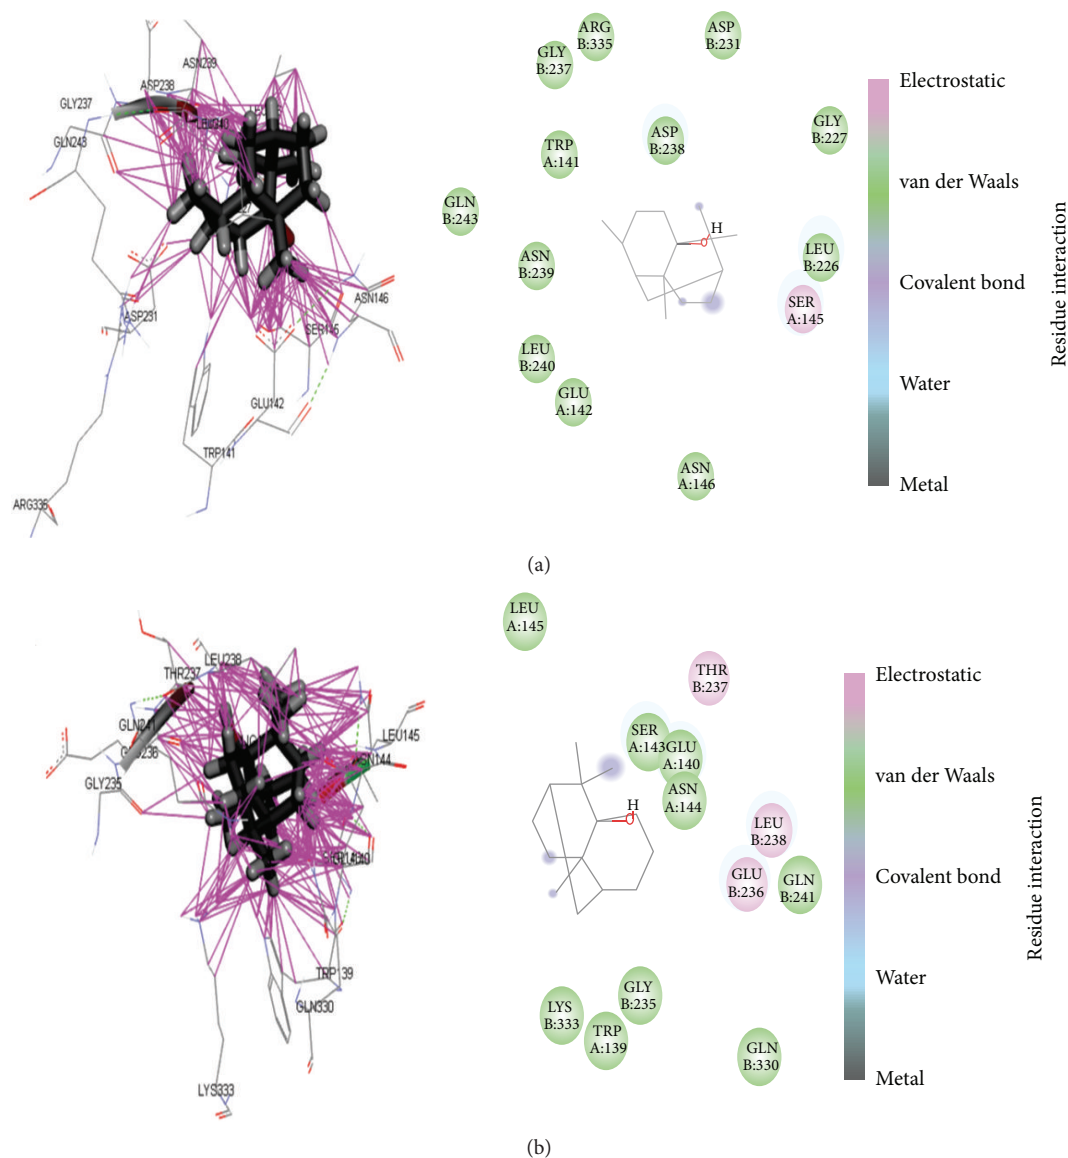 ASN239
ASP238
GLY237
GLN243
ASP231
ASN146
SER145
GLU142
TRP141
ARG335
ARG
B:335
ASP
B:231
GLY
B:237
GLY
B:227
ASP
B:238
TRP
A:141
GLN
B:243
H
O
LEU
B:226
ASN
B:239
SER
A:145
LEU
B:240
GLU
A:142
ASN
A:146
Electrostatic
van der Waals
Covalent bond
Water
Metal
Residue interaction
(a)
LEU238
THR237
GLN241
GLY235
LEU145
ASN144
TRP139
GLN330
LYS333
LEU
A:145
THR
B:237
SER
A:143
GLU
A:140
ASN
A:144
H
O
LEU
B:238
GLU
B:236
GLN
B:241
GLY
B:235
LYS
B:333
TRP
A:139
GLN
B:330
Electrostatic
van der Waals
Covalent bond
Water
Metal
Residue interaction
(b)